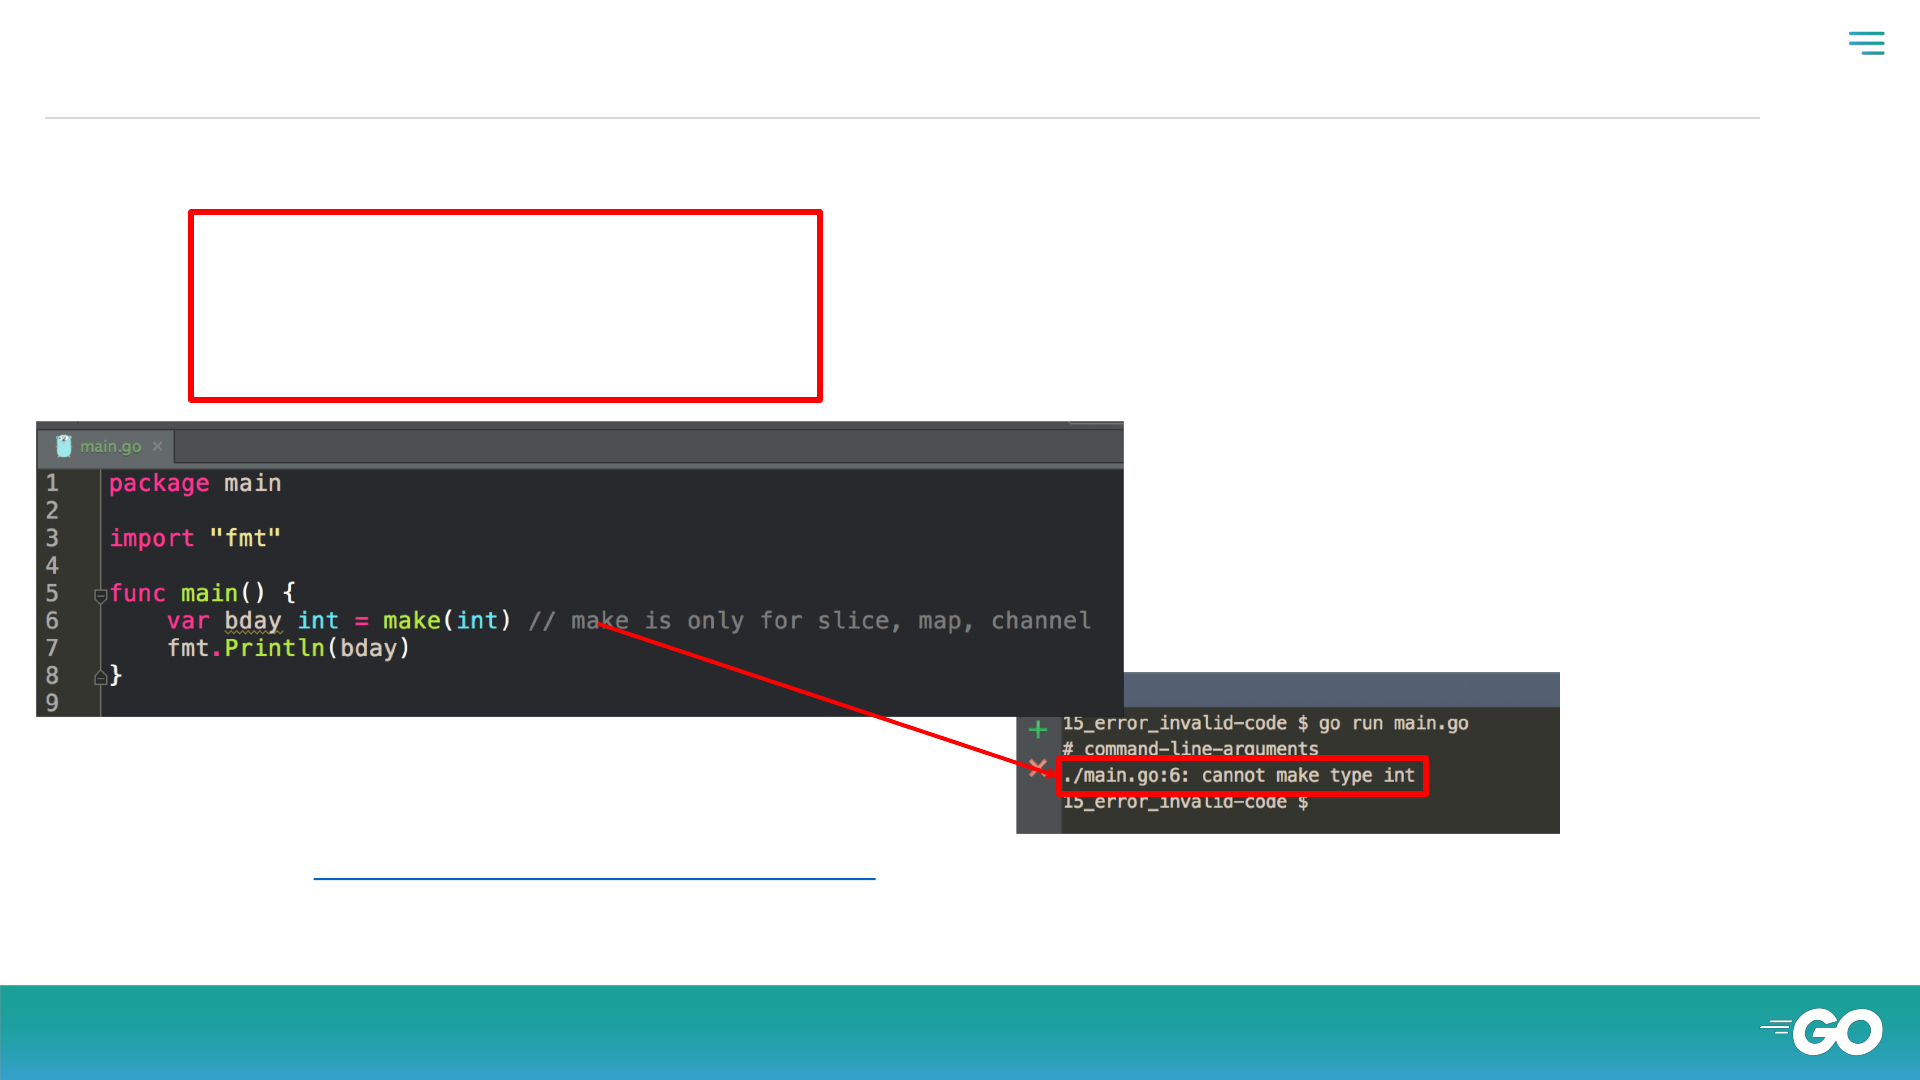 main.go ×
1 package main
2
3 import "fmt"
4
5 func main() {
6 var bday int = make(int) // make is only for slice, map, channel
7 fmt.Println(bday)
8 }
9
15_error_invalid-code $ go run main.go
# command-line-arguments
./main.go:6: cannot make type int
15_error_invalid-code $
GO